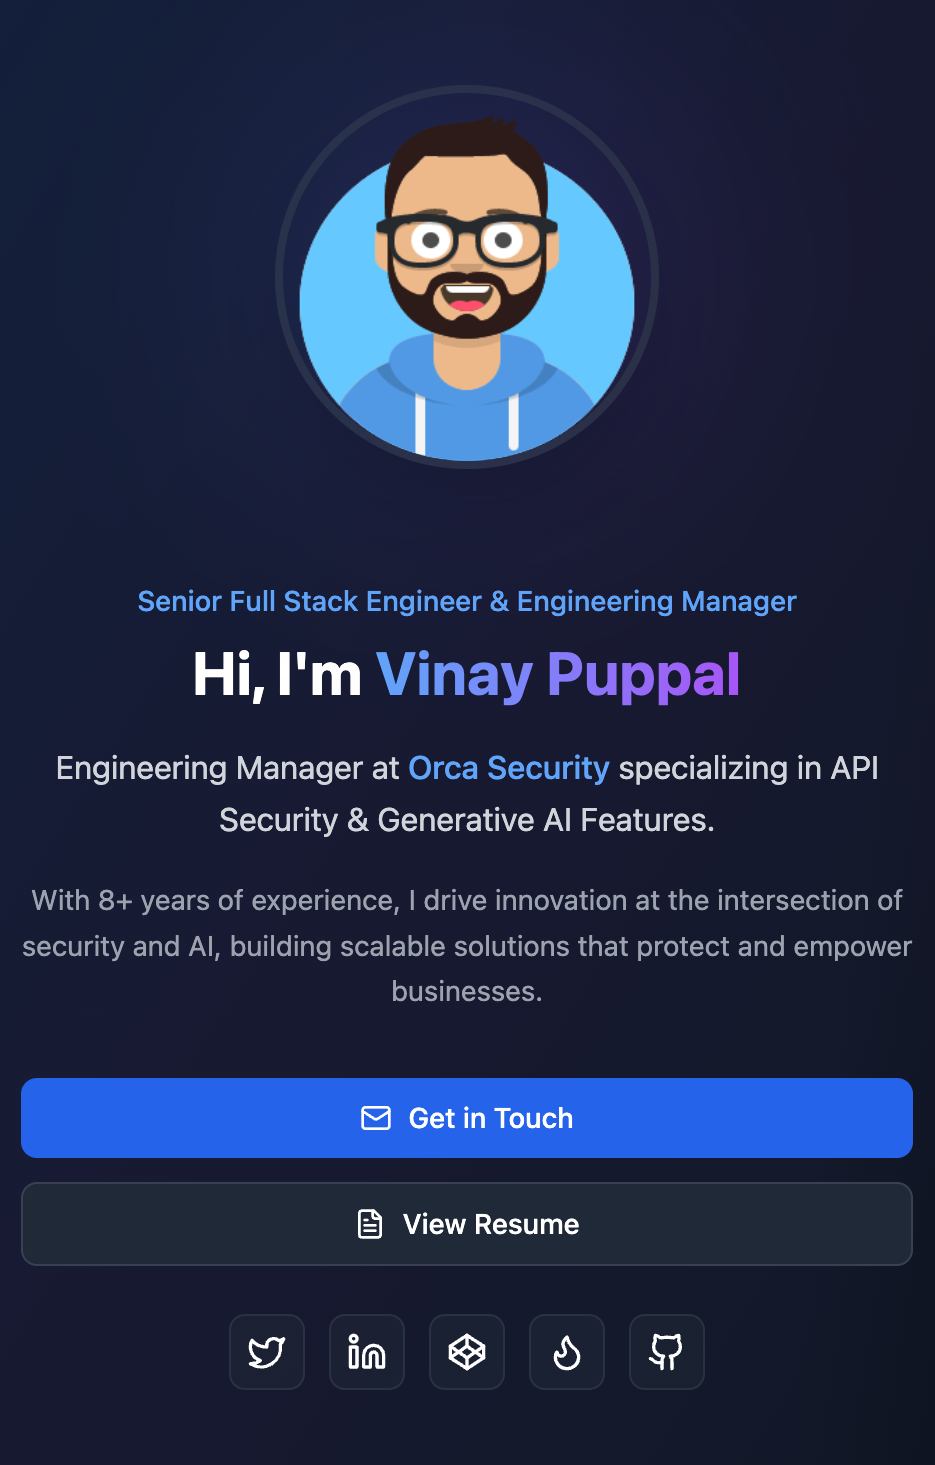 Senior Full Stack Engineer & Engineering Manager
Hi, I'm Vinay Puppal
Engineering Manager at Orca Security specializing in API
Security & Generative AI Features.
With 8+ years of experience, I drive innovation at the intersection of
security and AI, building scalable solutions that protect and empower
businesses.
Get in Touch
View Resume